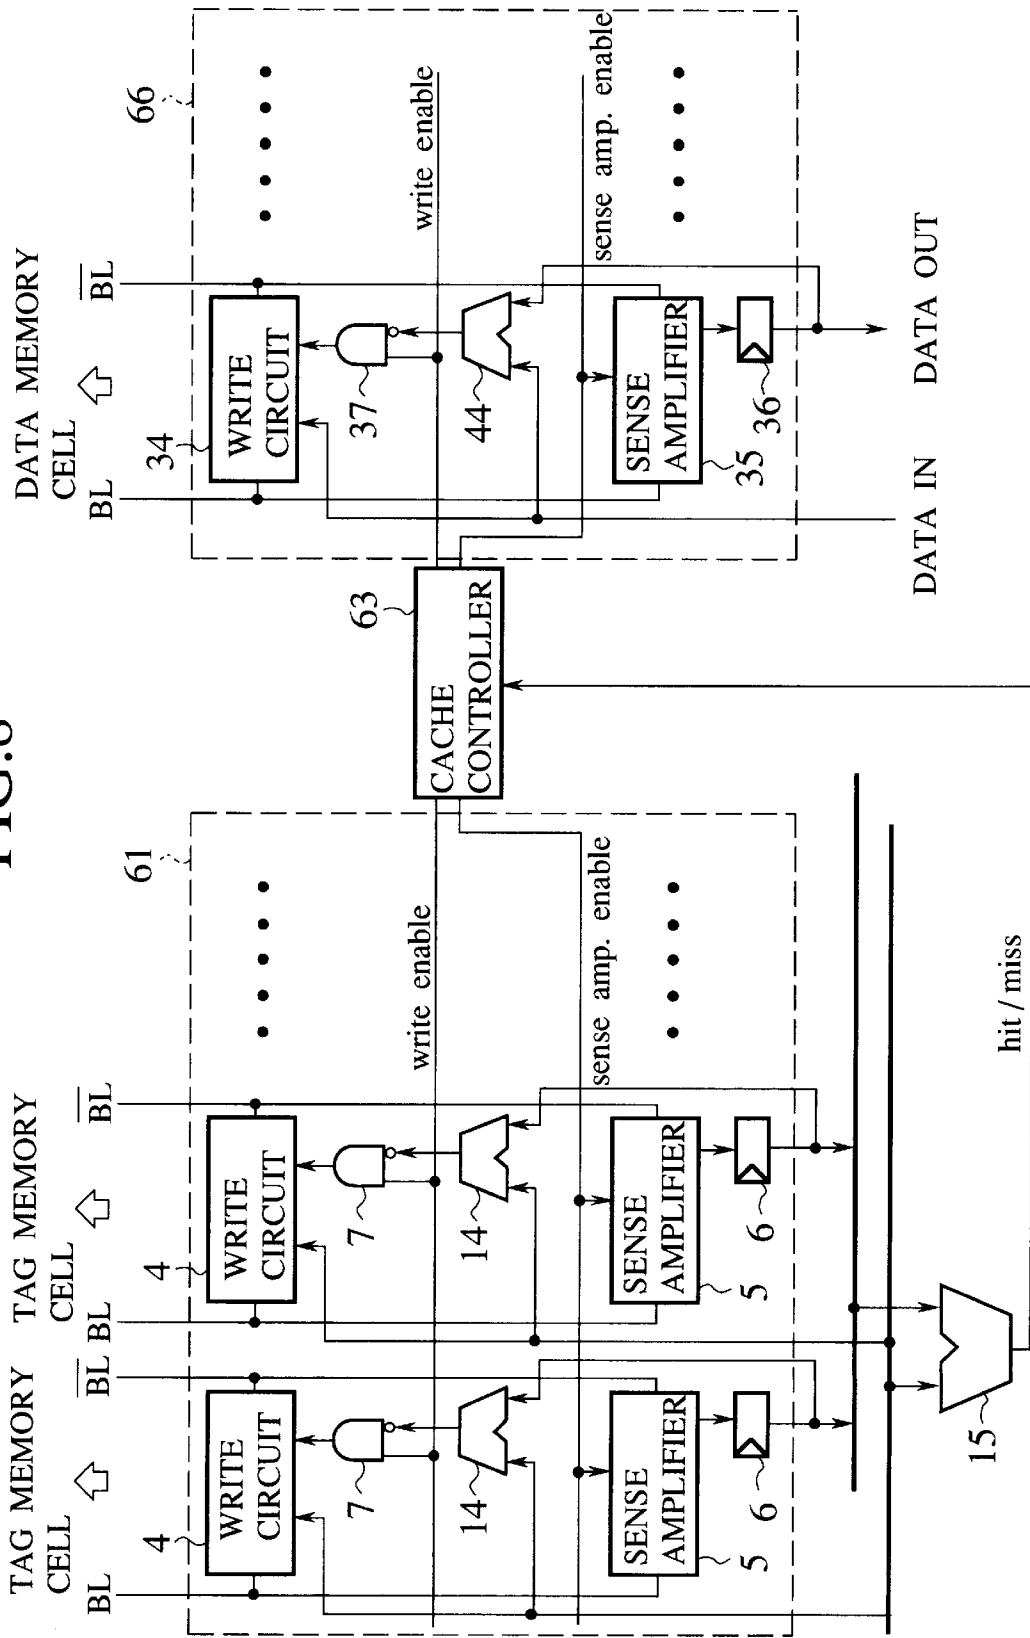 TAG MEMORY
CELL
BL
BL
4
WRITE
CIRCUIT
7
14
SENSE
AMPLIFIER
5
6
TAG MEMORY
CELL
BL
BL
4
WRITE
CIRCUIT
7
14
SENSE
AMPLIFIER
5
6
61
write enable
sense amp. enable
15
hit / miss
63
CACHE
CONTROLLER
DATA MEMORY
CELL
BL
BL
34
WRITE
CIRCUIT
37
44
SENSE
AMPLIFIER
35
36
66
write enable
sense amp. enable
DATA IN
DATA OUT